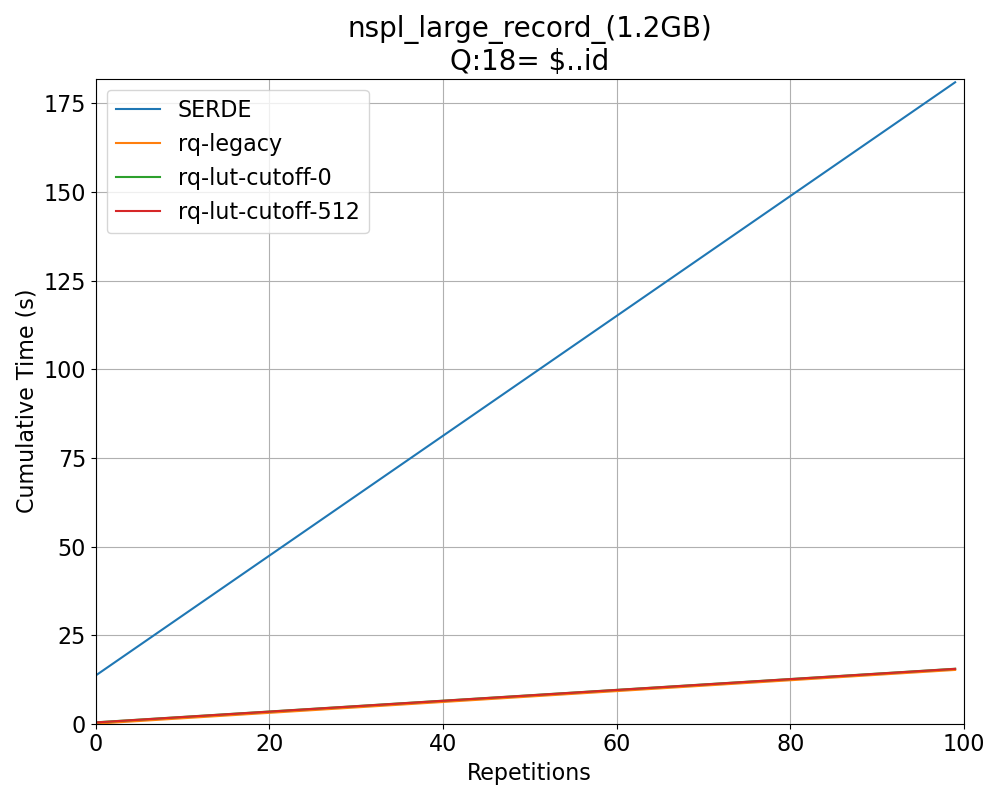 nspl_large_record_(1.2GB)
Q:18= $..id
SERDE
rq-legacy
rq-lut-cutoff-0
rq-lut-cutoff-512
Cumulative Time (s)
175
150
125
100
75
50
25
0
0 20 40 60 80 100
Repetitions